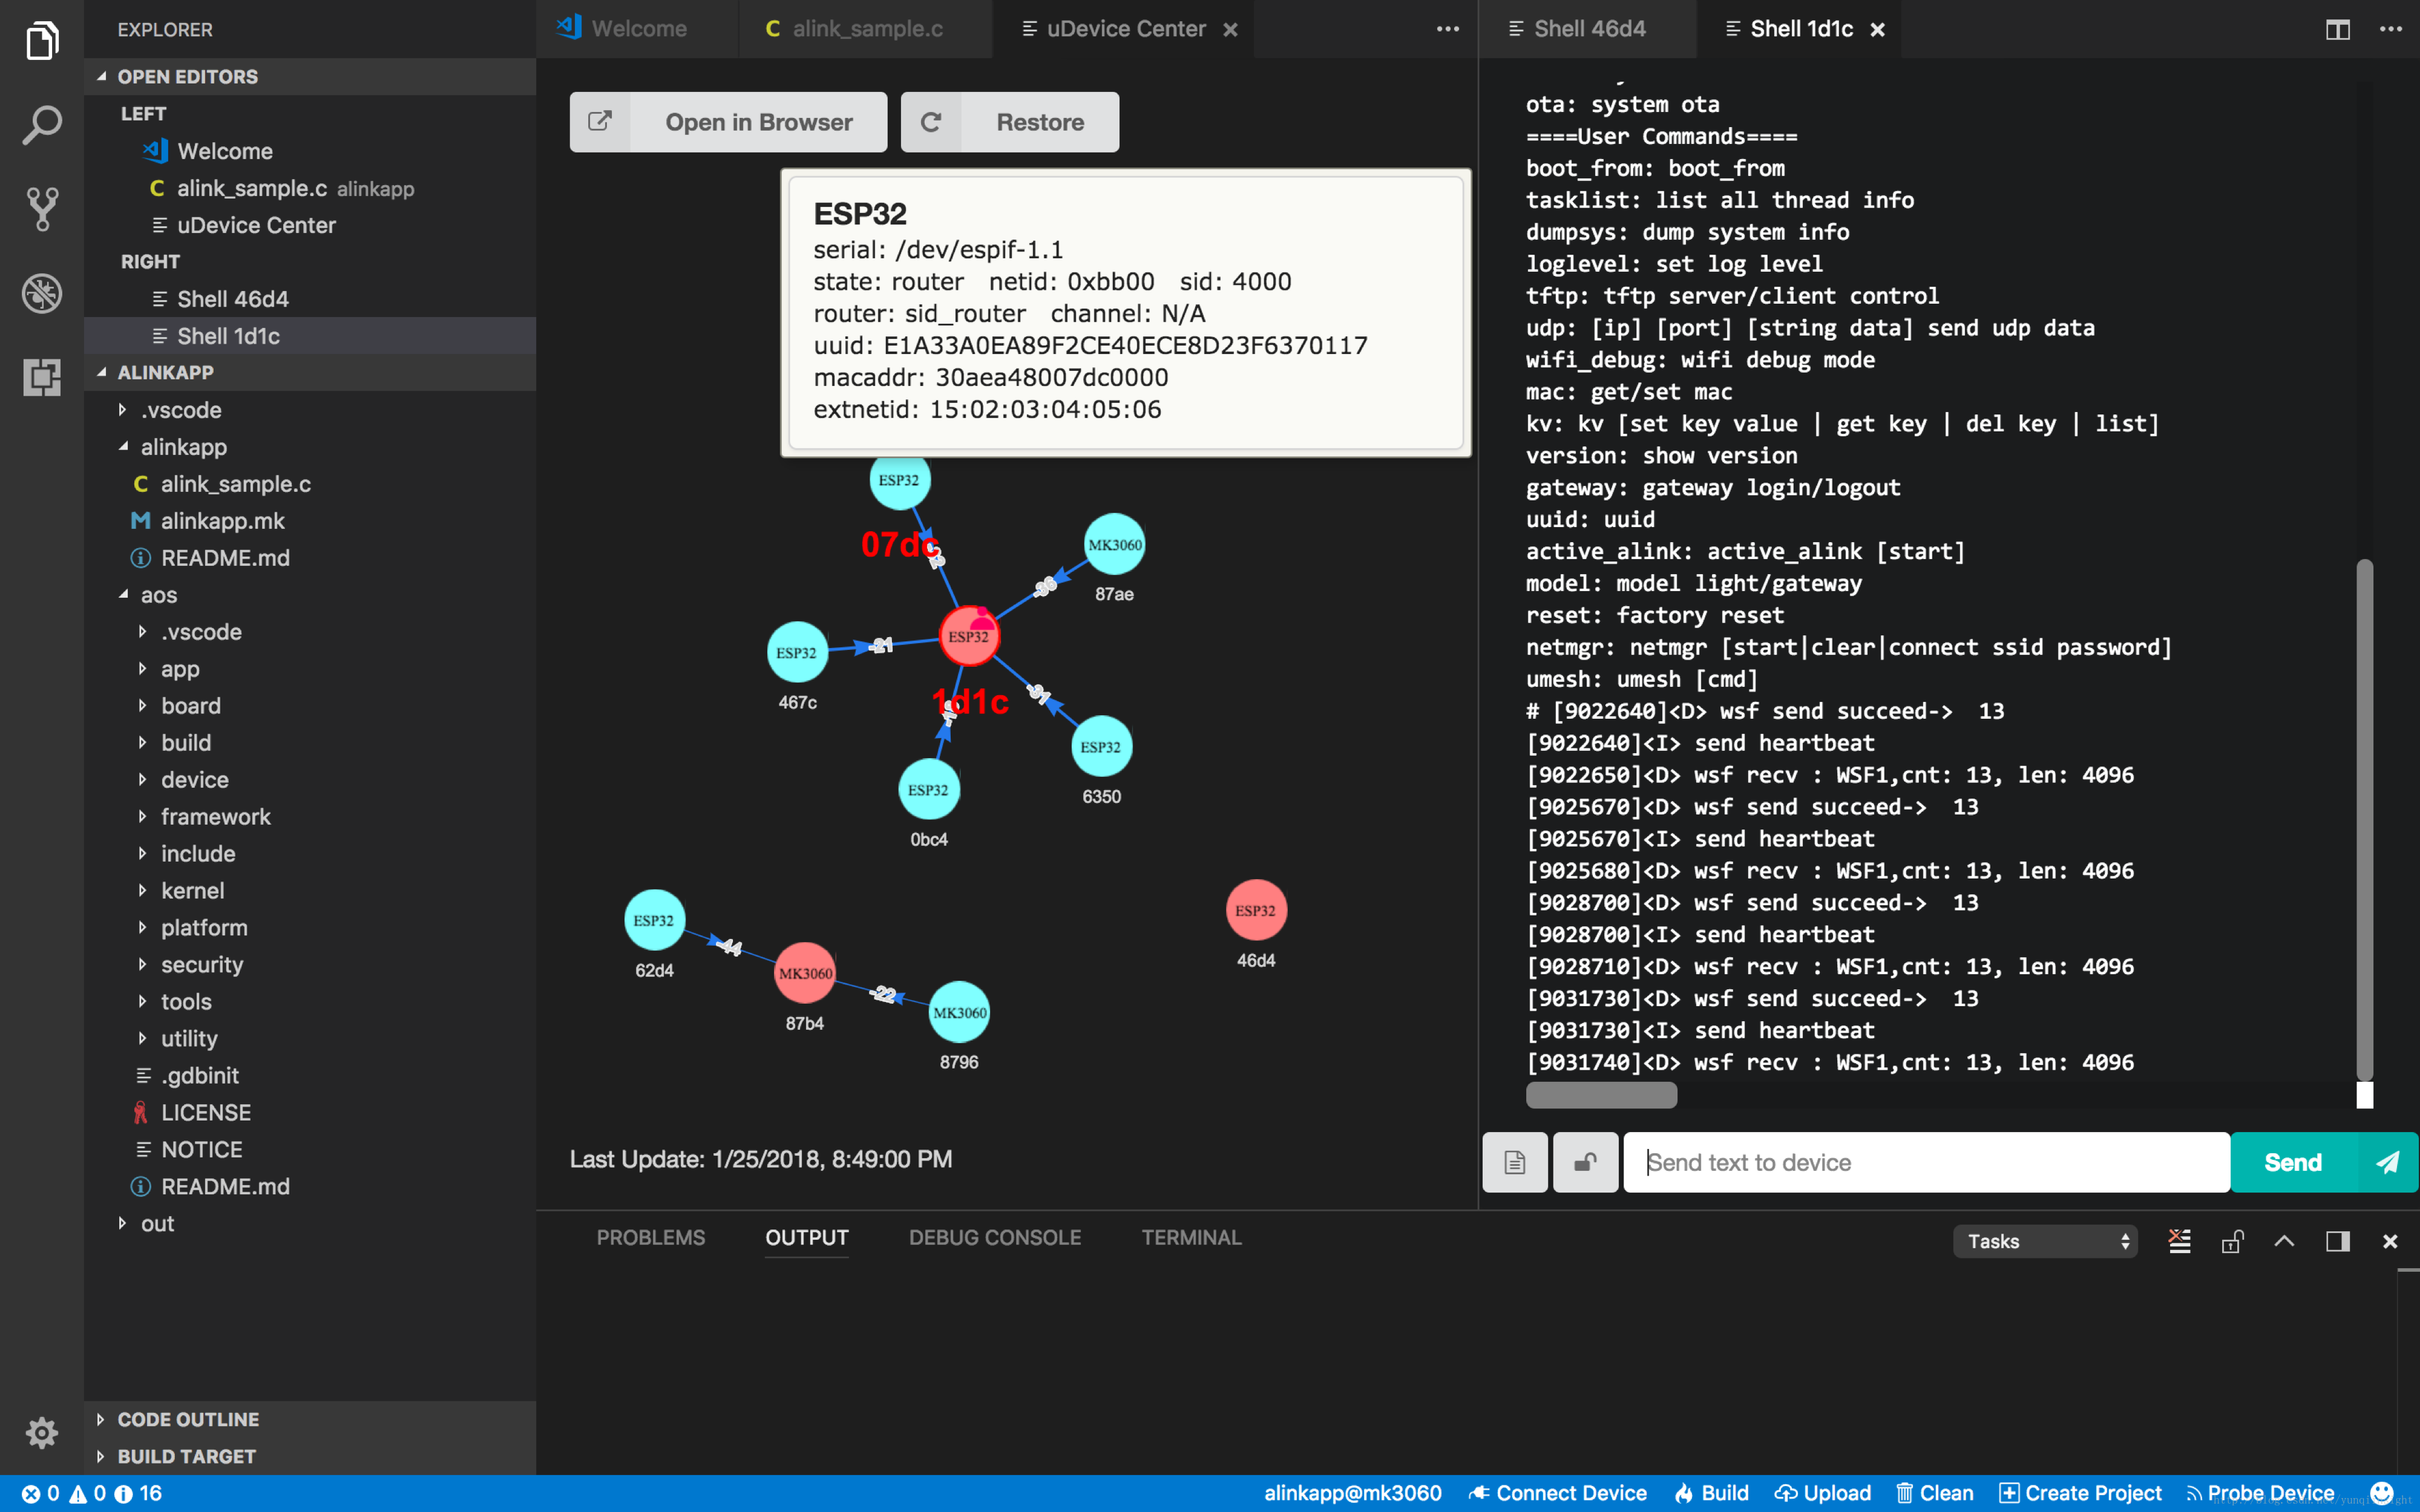 EXPLORER
OPEN EDITORS
LEFT
Welcome
C alink_sample.c alinkapp
uDevice Center
RIGHT
Shell 46d4
Shell 1d1c
ALINKAPP
.vscode
alinkapp
C alink_sample.c
M alinkapp.mk
README.md
aos
.vscode
app
board
build
device
framework
include
kernel
platform
security
tools
utility
.gdbinit
LICENSE
NOTICE
README.md
out
CODE OUTLINE
BUILD TARGET
Welcome
C alink_sample.c
uDevice Center
Open in Browser
Restore
ESP32
serial: /dev/espif-1.1
state: router netid: 0xbb00 sid: 4000
router: sid_router channel: N/A
uuid: E1A33A0EA89F2CE40ECE8D23F6370117
macaddr: 30aea48007dc0000
extnetid: 15:02:03:04:05:06
ESP32
07dc
MK3060
87ae
ESP32
1d1c
ESP32
467c
-21
ESP32
6350
ESP32
0bc4
ESP32
62d4
-44
MK3060
87b4
-22
MK3060
8796
ESP32
46d4
Last Update: 1/25/2018, 8:49:00 PM
Shell 46d4
Shell 1d1c
ota: system ota
====User Commands====
boot_from: boot_from
tasklist: list all thread info
dumpsys: dump system info
loglevel: set log level
tftp: tftp server/client control
udp: [ip] [port] [string data] send udp data
wifi_debug: wifi debug mode
mac: get/set mac
kv: kv [set key value | get key | del key | list]
version: show version
gateway: gateway login/logout
uuid: uuid
active_alink: active_alink [start]
model: model light/gateway
reset: factory reset
netmgr: netmgr [start|clear|connect ssid password]
umesh: umesh [cmd]
# [9022640]<D> wsf send succeed-> 13
[9022640]<I> send heartbeat
[9022650]<D> wsf recv : WSF1,cnt: 13, len: 4096
[9025670]<D> wsf send succeed-> 13
[9025670]<I> send heartbeat
[9025680]<D> wsf recv : WSF1,cnt: 13, len: 4096
[9028700]<D> wsf send succeed-> 13
[9028700]<I> send heartbeat
[9028710]<D> wsf recv : WSF1,cnt: 13, len: 4096
[9031730]<D> wsf send succeed-> 13
[9031730]<I> send heartbeat
[9031740]<D> wsf recv : WSF1,cnt: 13, len: 4096
Send text to device
Send
PROBLEMS
OUTPUT
DEBUG CONSOLE
TERMINAL
Tasks
0 0 16
alinkapp@mk3060
Connect Device
Build
Upload
Clean
Create Project
Probe Device